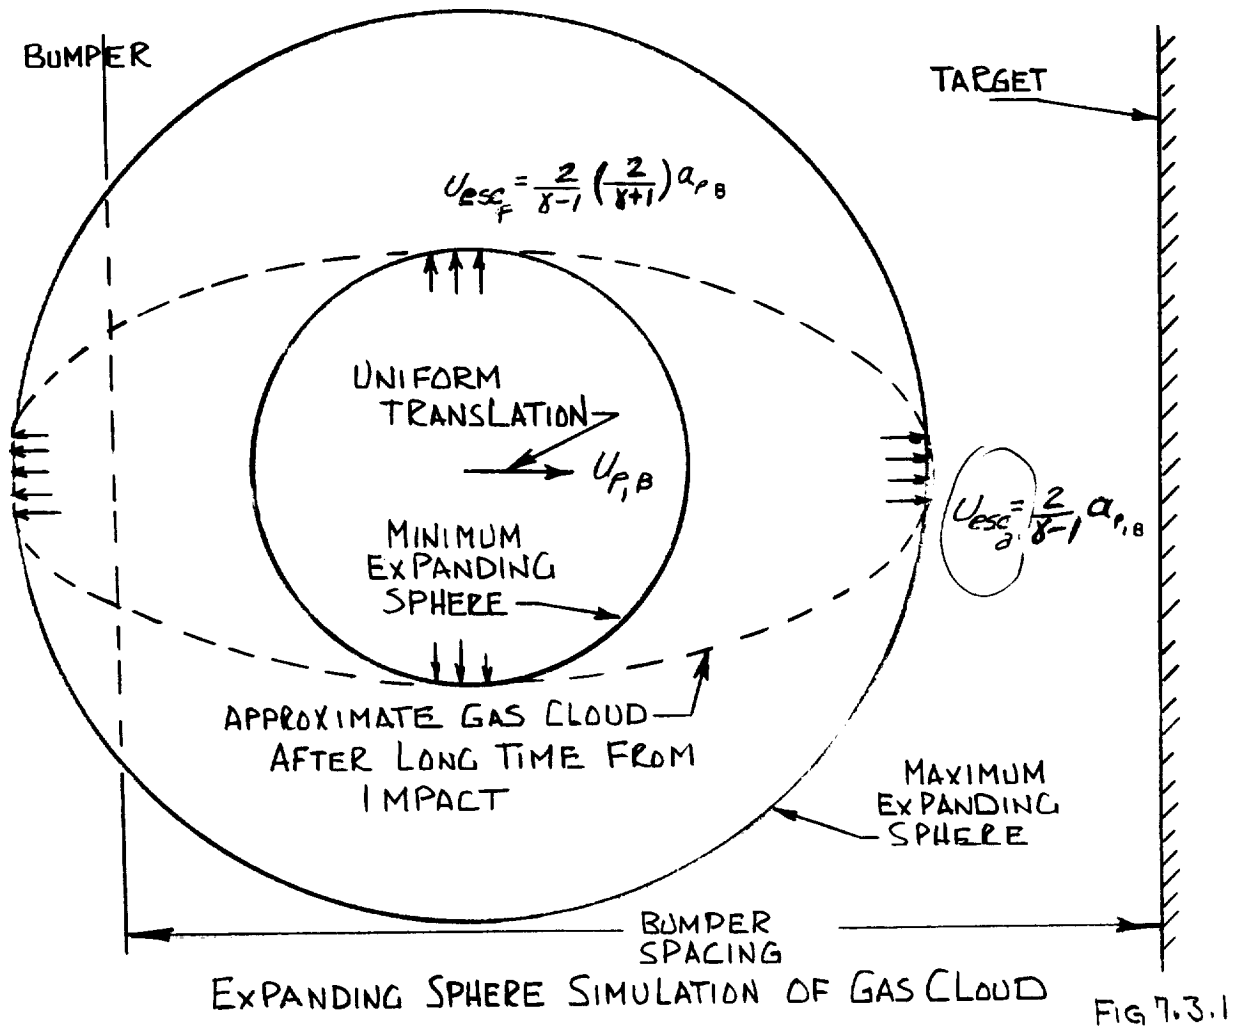 BUMPER
TARGET
U_esc_F = 2/(γ-1) (2/(γ+1)) a_P,B
UNIFORM
TRANSLATION
U_P,B
U_esc_a = 2/(γ-1) a_P,B
MINIMUM
EXPANDING
SPHERE
APPROXIMATE GAS CLOUD
AFTER LONG TIME FROM
IMPACT
MAXIMUM
EXPANDING
SPHERE
BUMPER
SPACING
EXPANDING SPHERE SIMULATION OF GAS CLOUD
FIG 7.3.1